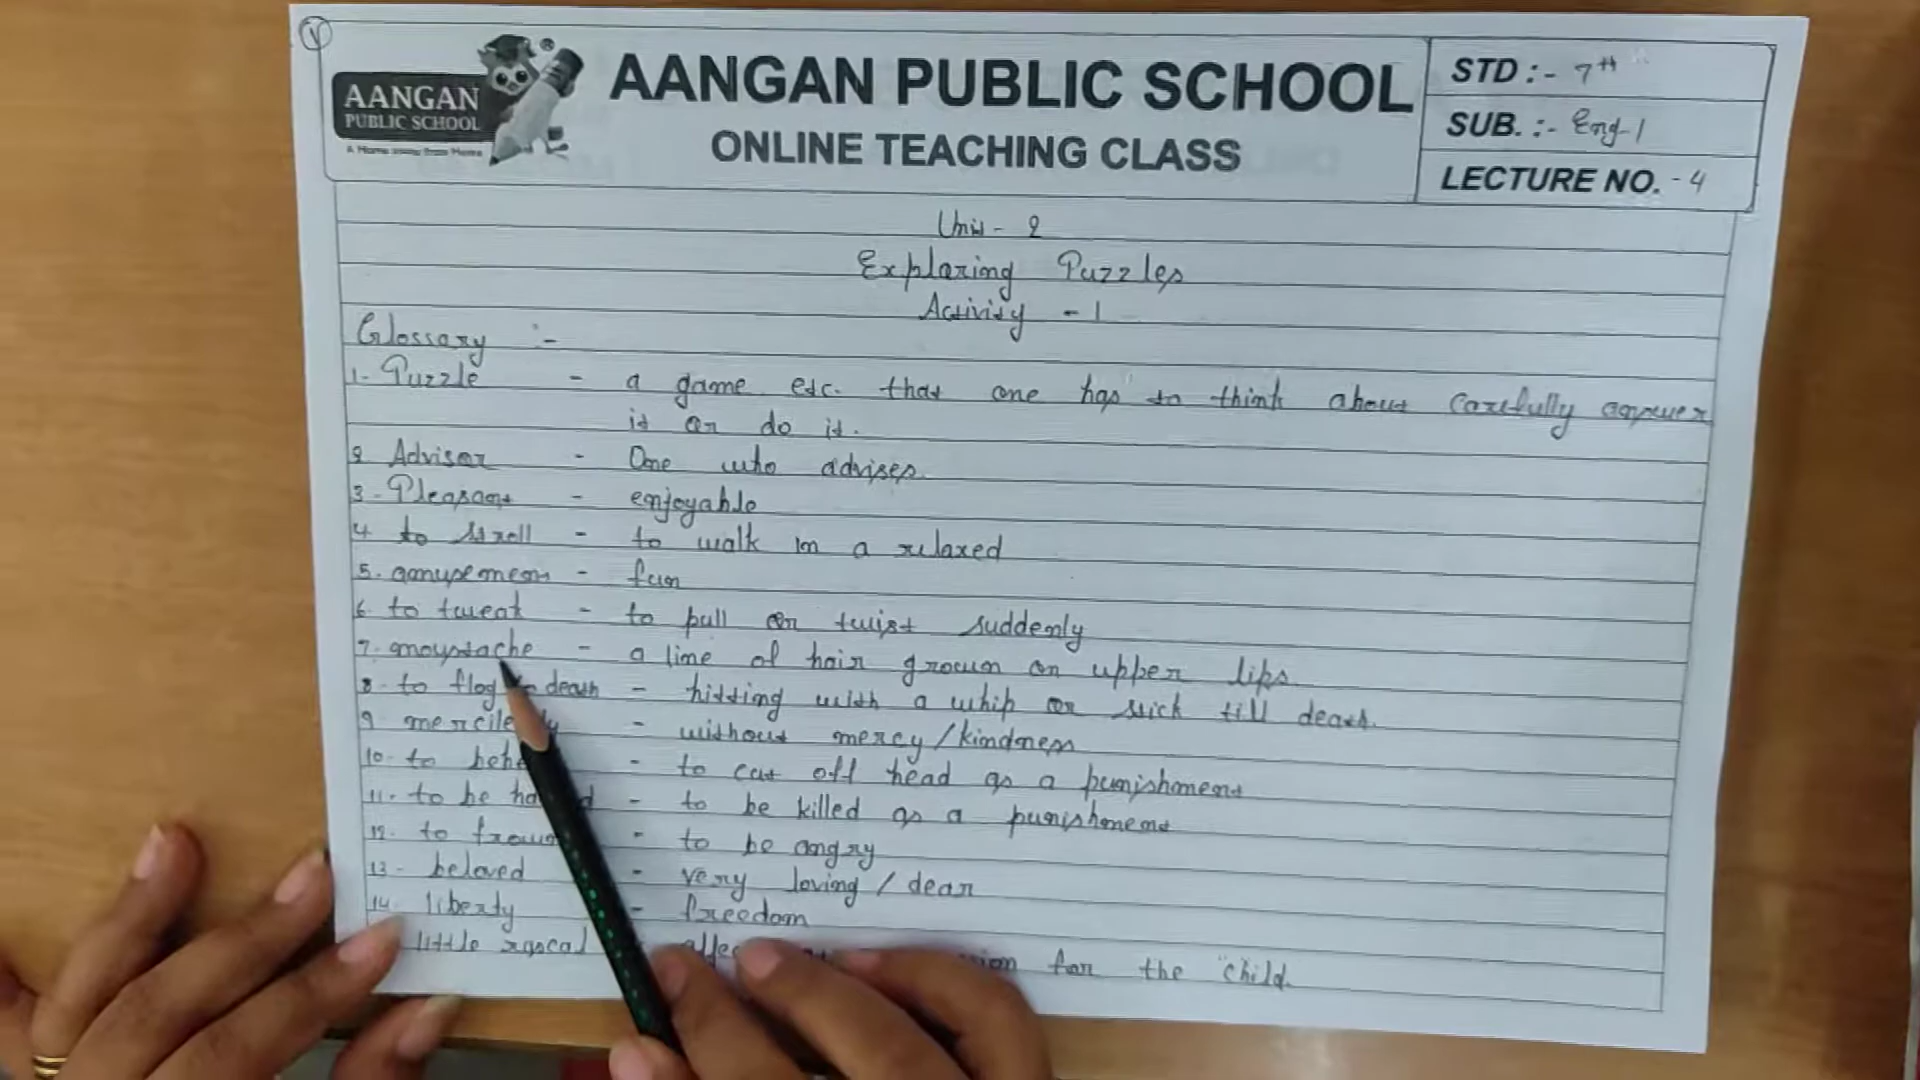 AANGAN
PUBLIC SCHOOL
A Home away from Home
AANGAN PUBLIC SCHOOL
ONLINE TEACHING CLASS
STD :- 7th
SUB. :- Eng-1
LECTURE NO. - 4
Unit - 2
Exploring Puzzles
Activity - 1
Glossary :-
1. Puzzle - a game etc. that one has to think about carefully answer
it or do it.
2 Advisor - One who advises.
3. Pleasant - enjoyable
4. to stroll - to walk in a relaxed
5. amusement - fun
6. to tweak - to pull or twist suddenly
7. moustache - a line of hair grown on upper lips.
8. to flog death - hitting with a whip or stick till death.
9. - without mercy/kindness
10. to - to cut off head as a punishment
11. to be - to be killed as a punishment
12. to - to be angry
13. beloved - very loving / dear
14. liberty - freedom
little rascal for the child.